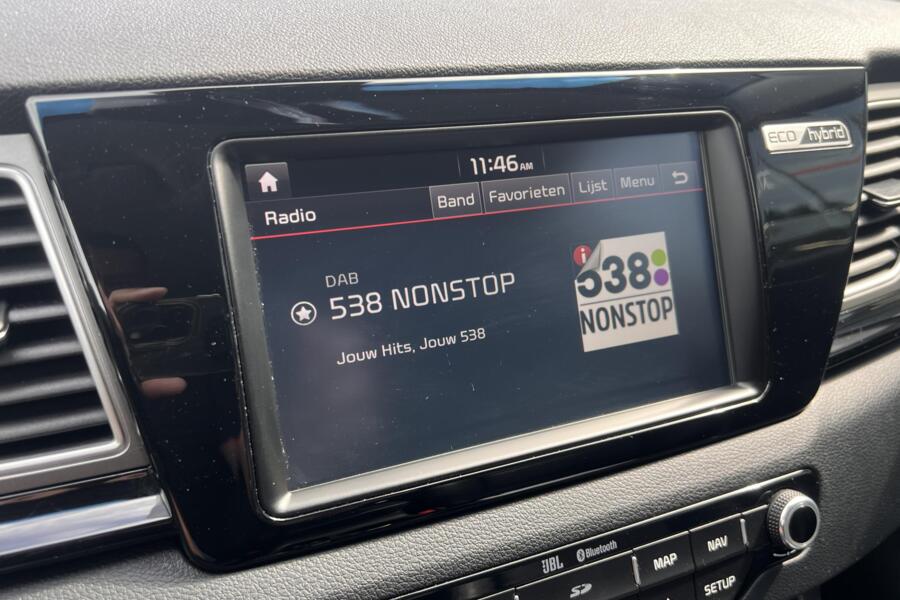 11:46 AM
ECO hybrid
Radio
Band Favorieten Lijst Menu
DAB
538 NONSTOP
Jouw Hits, Jouw 538
i
538
NONSTOP
JBL Bluetooth
SD
MAP NAV
SETUP